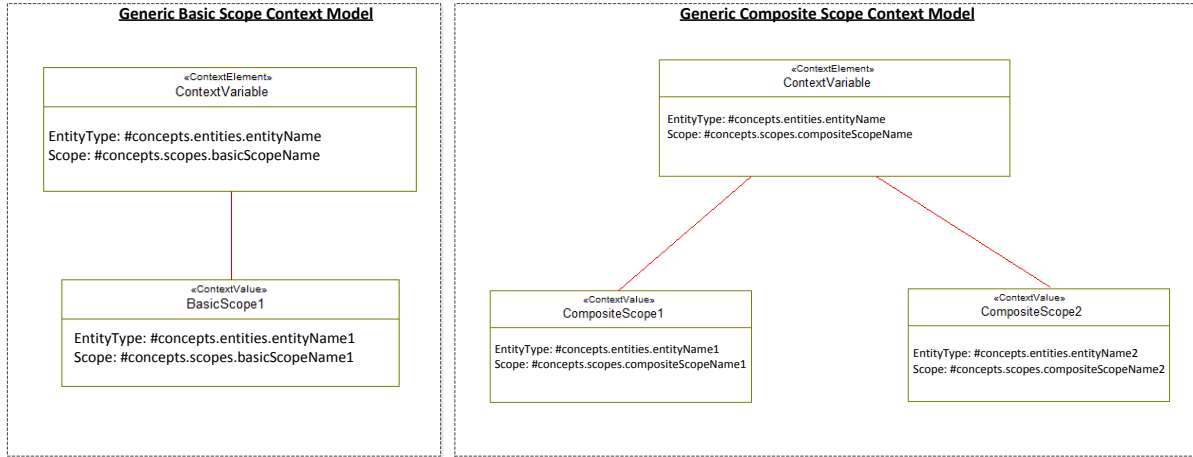 Generic Basic Scope Context Model
«ContextElement»
ContextVariable
EntityType: #concepts.entities.entityName
Scope: #concepts.scopes.basicScopeName
«ContextValue»
BasicScope1
EntityType: #concepts.entities.entityName1
Scope: #concepts.scopes.basicScopeName1
Generic Composite Scope Context Model
«ContextElement»
ContextVariable
EntityType: #concepts.entities.entityName
Scope: #concepts.scopes.compositeScopeName
«ContextValue»
CompositeScope1
EntityType: #concepts.entities.entityName1
Scope: #concepts.scopes.compositeScopeName1
«ContextValue»
CompositeScope2
EntityType: #concepts.entities.entityName2
Scope: #concepts.scopes.compositeScopeName2